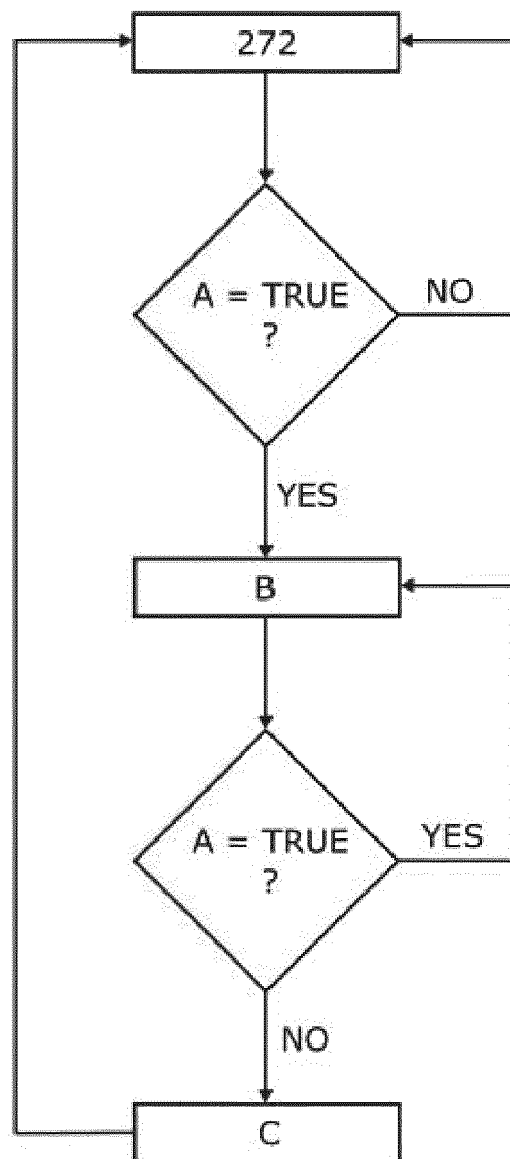 272
A = TRUE
?
NO
YES
B
A = TRUE
?
YES
NO
C